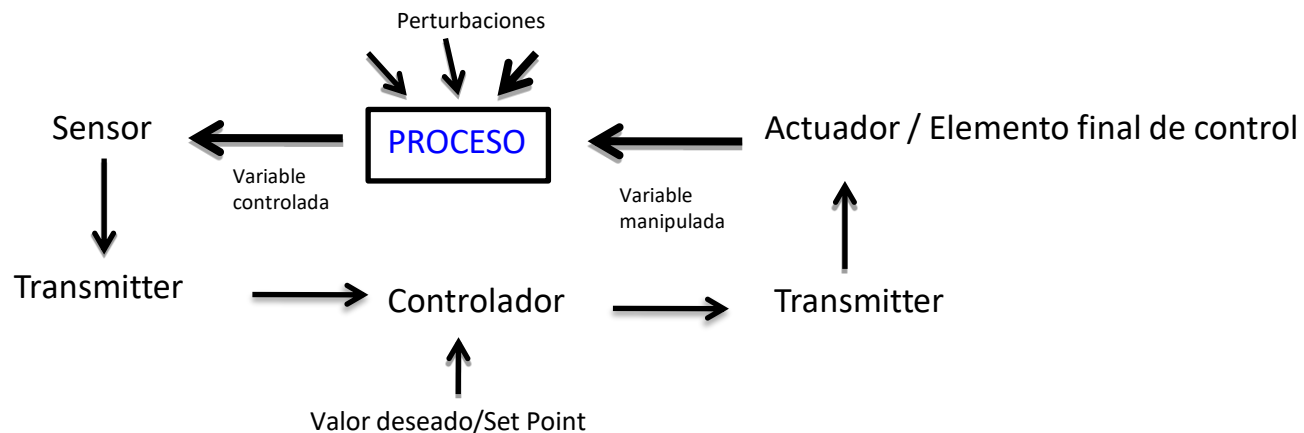 Perturbaciones
Sensor
PROCESO
Actuador / Elemento final de control
Variable
controlada
Variable
manipulada
Transmitter
Controlador
Transmitter
Valor deseado/Set Point